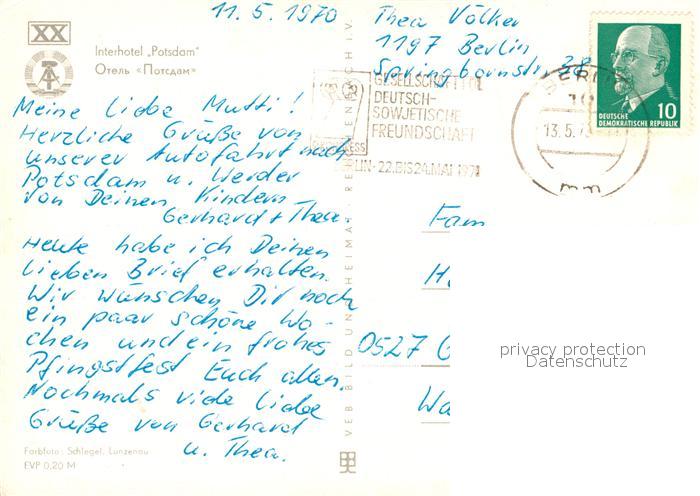 11. 5. 1970
XX
Interhotel „Potsdam"
Отель «Потсдам»
Meine liebe Mutti!
Herzliche Grüße von
unserer Autofahrt nach
Potsdam u. Werder
von Deinen Kindern
Gerhard + Thea.
Heute habe ich Deinen
lieben Brief erhalten.
Wir wünschen Dir noch
ein paar schöne Wo-
chen und ein frohes
Pfingstfest Euch allen.
Nochmals viele liebe
Grüße von Gerhard
u. Thea.
Farbfoto: Schlegel, Lunzenau
EVP 0,20 M
VEB BILD UND HEIMAT REICHENBACH I.V.
Thea Völker
1197 Berlin
Springbornstr.
GESELLSCHAFT FÜR
DEUTSCH-
SOWJETISCHE
FREUNDSCHAFT
BERLIN - 22. BIS 24. MAI 1970
BERLIN
13. 5. 7
10
DEUTSCHE
DEMOKRATISCHE REPUBLIK
Fam
0527
privacy protection
Datenschutz